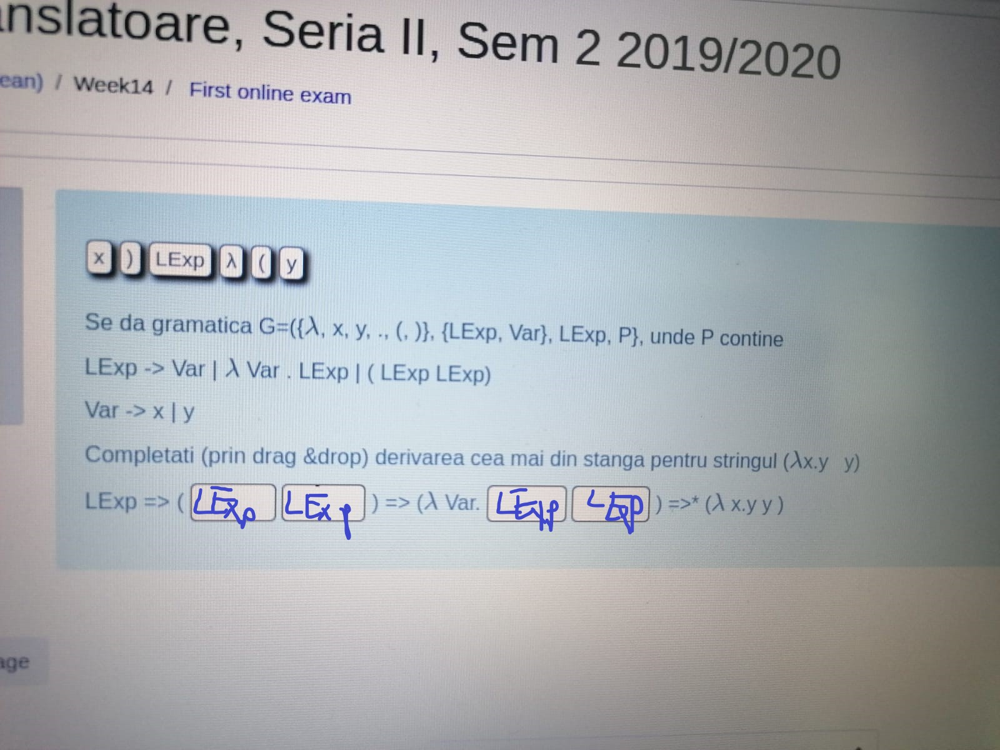 anslatoare, Seria II, Sem 2 2019/2020
ean) / Week14 / First online exam
x ) LExp λ ( y
Se da gramatica G=({λ, x, y, ., (, )}, {LExp, Var}, LExp, P}, unde P contine
LExp -> Var | λ Var . LExp | ( LExp LExp)
Var -> x | y
Completati (prin drag &drop) derivarea cea mai din stanga pentru stringul (λx.y y)
LExp => ( LExp LExp ) => (λ Var. LExp LExp ) =>* (λ x.y y )
age